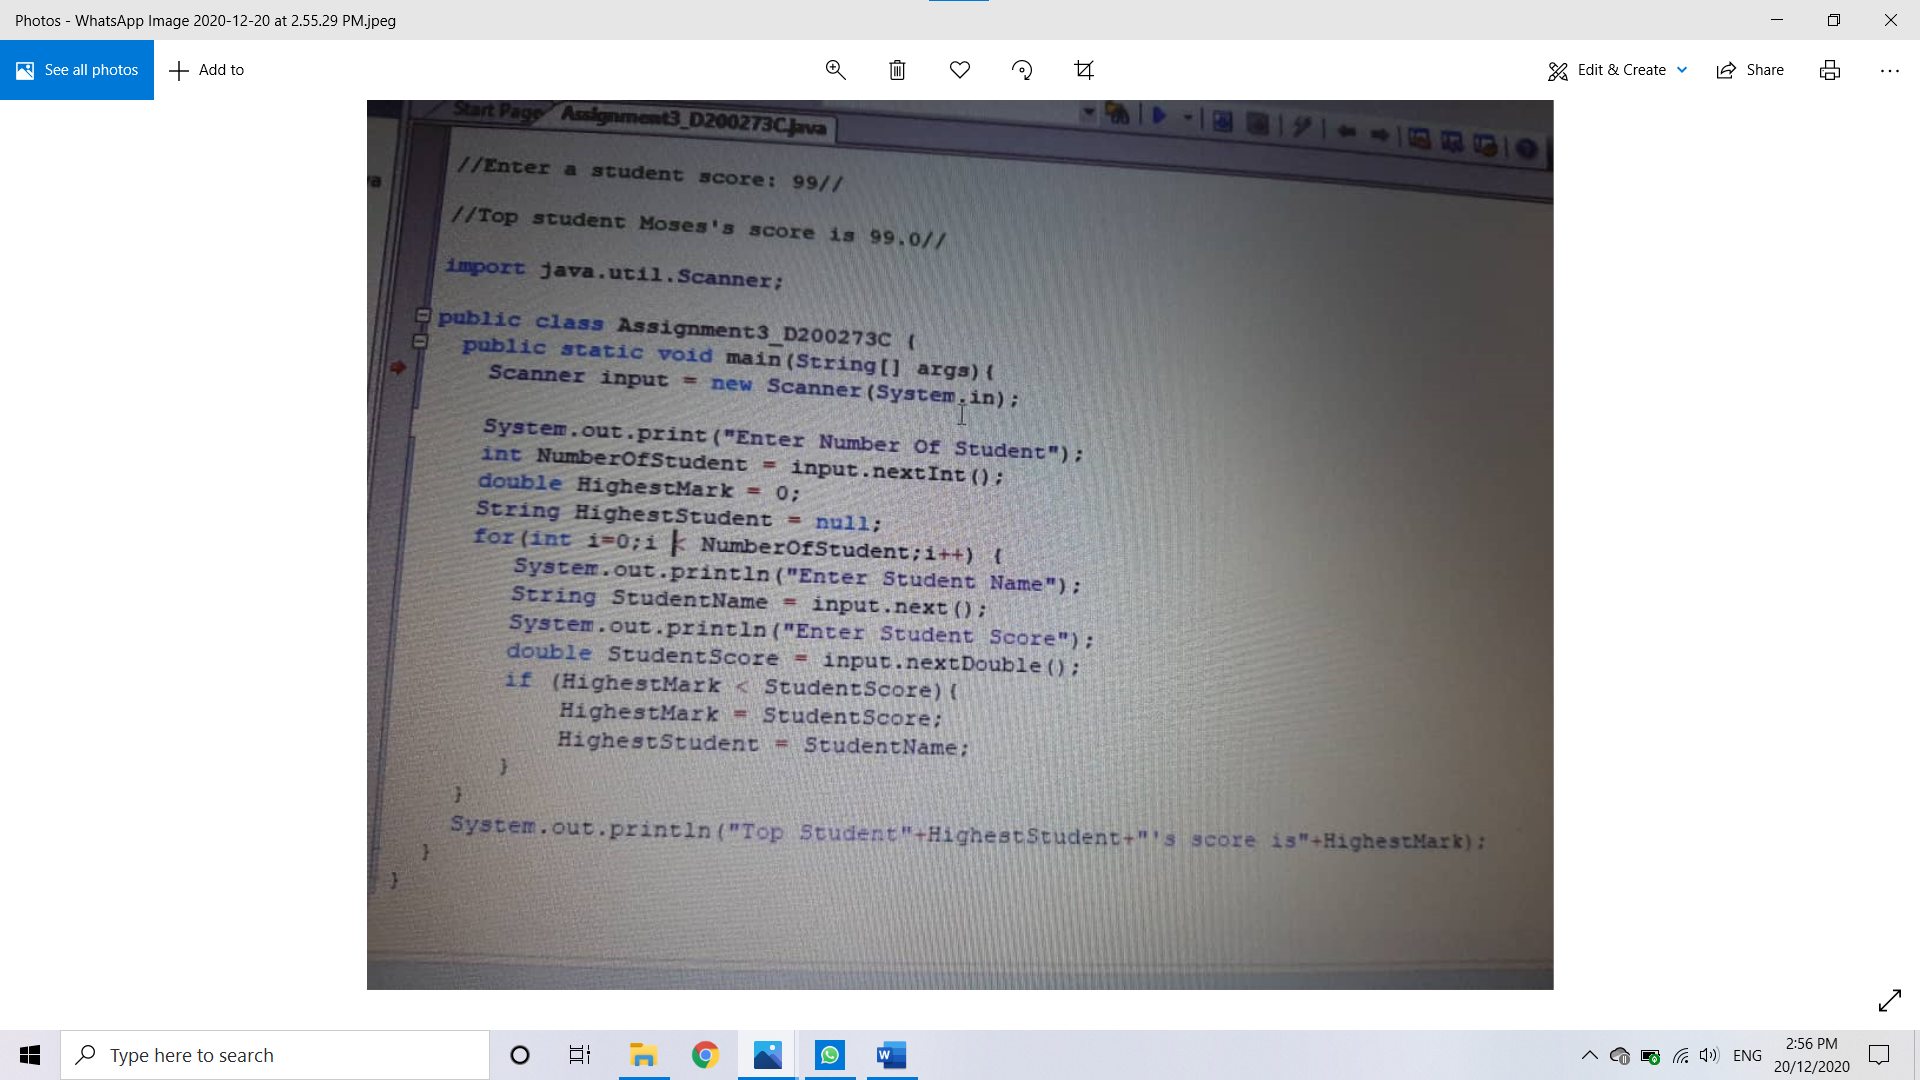 Photos - WhatsApp Image 2020-12-20 at 2.55.29 PM.jpeg
See all photos
Add to
Edit & Create
Share
Start Page
Assignment3_D200273C.java
//Enter a student score: 99//
//Top student Moses's score is 99.0//
import java.util.Scanner;
public class Assignment3_D200273C {
public static void main(String[] args){
Scanner input = new Scanner(System.in);
System.out.print("Enter Number Of Student");
int NumberOfStudent = input.nextInt();
double HighestMark = 0;
String HighestStudent = null;
for(int i=0;i < NumberOfStudent;i++) {
System.out.println("Enter Student Name");
String StudentName = input.next();
System.out.println("Enter Student Score");
double StudentScore = input.nextDouble();
if (HighestMark < StudentScore){
HighestMark = StudentScore;
HighestStudent = StudentName;
}
}
System.out.println("Top Student"+HighestStudent+"'s score is"+HighestMark);
}
}
Type here to search
ENG
2:56 PM
20/12/2020